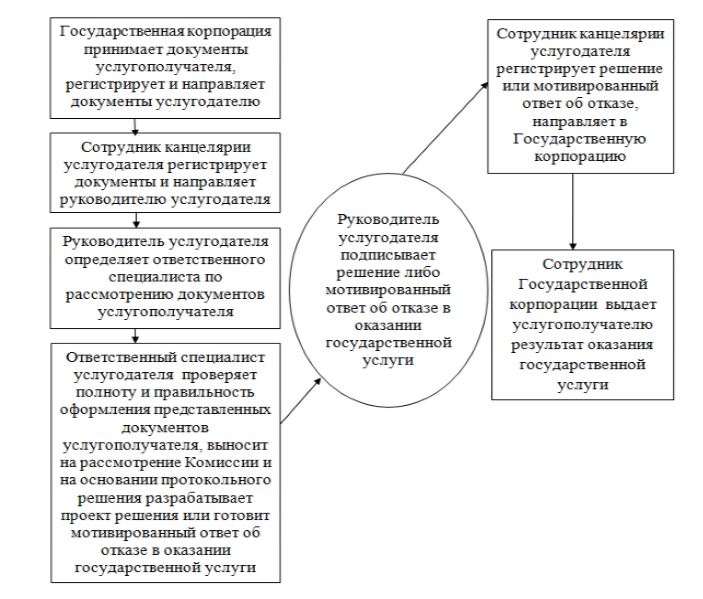 Государственная корпорация
принимает документы
услугополучателя,
регистрирует и направляет
документы услугодателю
Сотрудник канцелярии
услугодателя регистрирует
документы и направляет
руководителю услугодателя
Руководитель услугодателя
определяет ответственного
специалиста по
рассмотрению документов
услугополучателя
Ответственный специалист
услугодателя проверяет
полноту и правильность
оформления представленных
документов
услугополучателя, выносит
на рассмотрение Комиссии и
на основании протокольного
решения разрабатывает
проект решения или готовит
мотивированный ответ об
отказе в оказании
государственной услуги
Руководитель
услугодателя
подписывает
решение либо
мотивированный
ответ об отказе в
оказании
государственной
услуги
Сотрудник канцелярии
услугодателя
регистрирует решение
или мотивированный
ответ об отказе,
направляет в
Государственную
корпорацию
Сотрудник
Государственной
корпорации выдает
услугополучателю
результат оказания
государственной
услуги